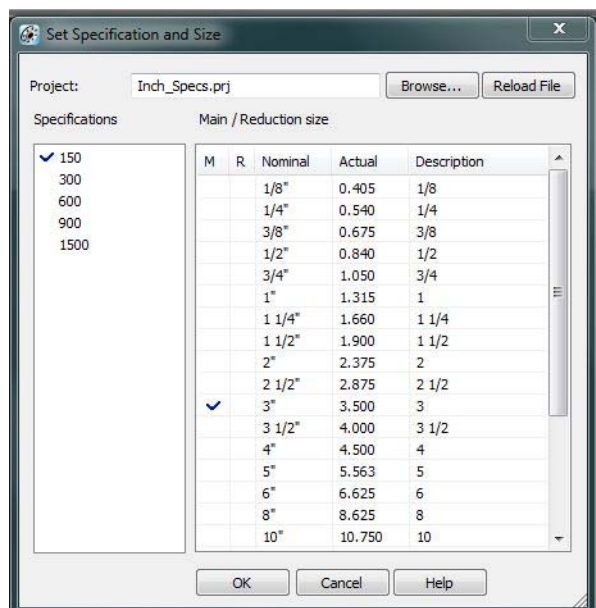 Set Specification and Size
X
Project: Inch_Specs.prj Browse... Reload File
Specifications Main / Reduction size
150
300
600
900
1500
M R Nominal Actual Description
1/8" 0.405 1/8
1/4" 0.540 1/4
3/8" 0.675 3/8
1/2" 0.840 1/2
3/4" 1.050 3/4
1" 1.315 1
1 1/4" 1.660 1 1/4
1 1/2" 1.900 1 1/2
2" 2.375 2
2 1/2" 2.875 2 1/2
3" 3.500 3
3 1/2" 4.000 3 1/2
4" 4.500 4
5" 5.563 5
6" 6.625 6
8" 8.625 8
10" 10.750 10
OK Cancel Help